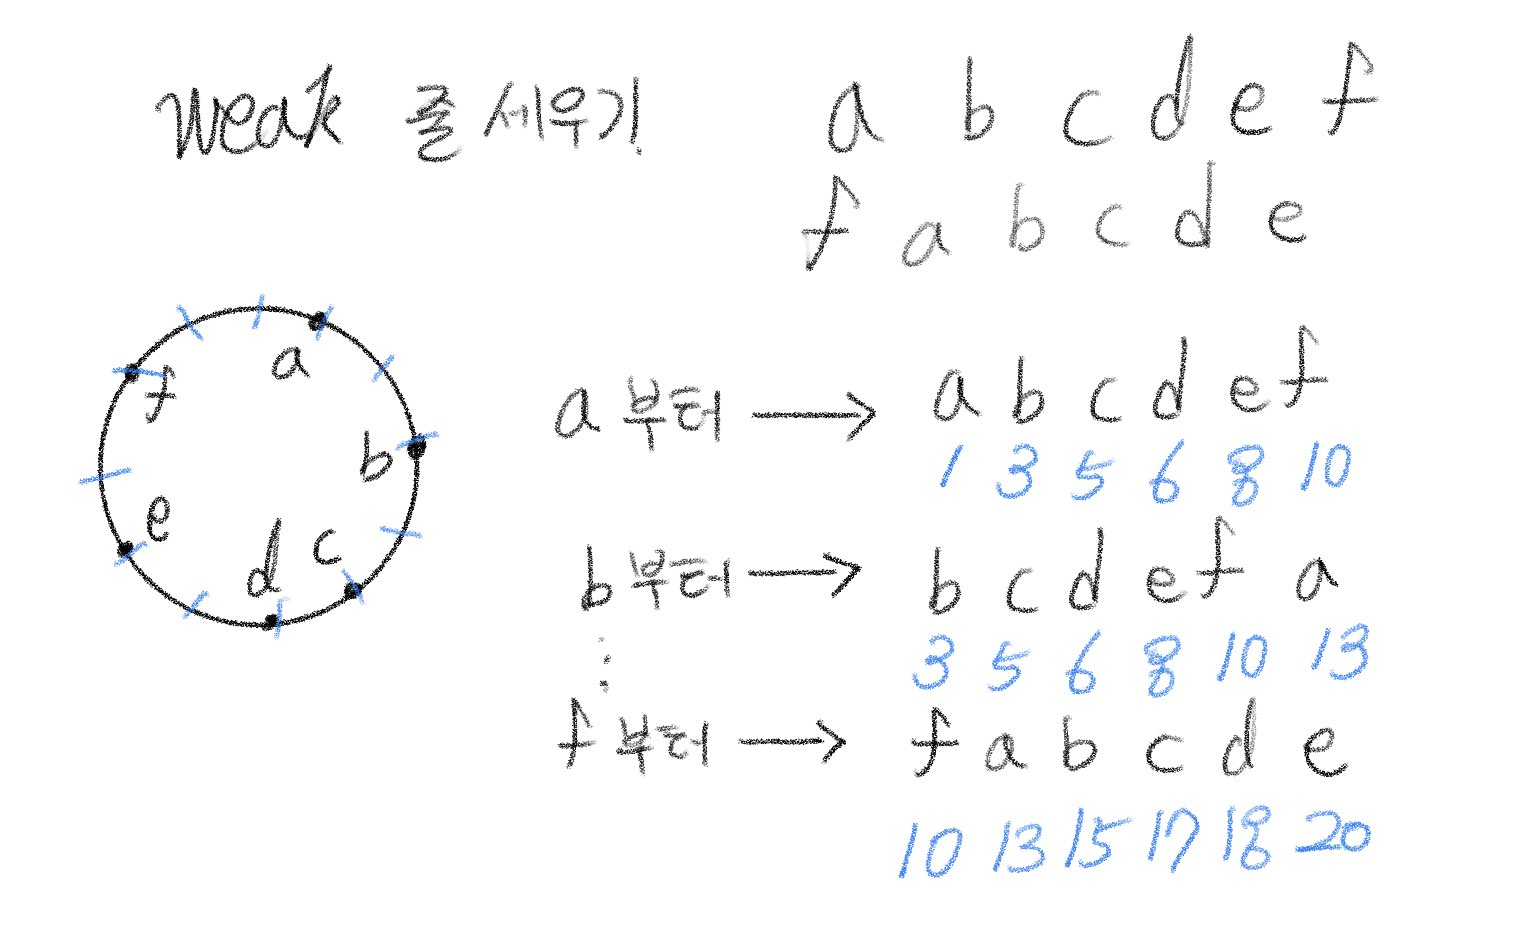 weak 줄 세우기
a b c d e f
f a b c d e
a
b
c
d
e
f
a 부터 → a b c d e f
1 3 5 6 8 10
b 부터 → b c d e f a
3 5 6 8 10 13
⋮
f 부터 → f a b c d e
10 13 15 17 18 20